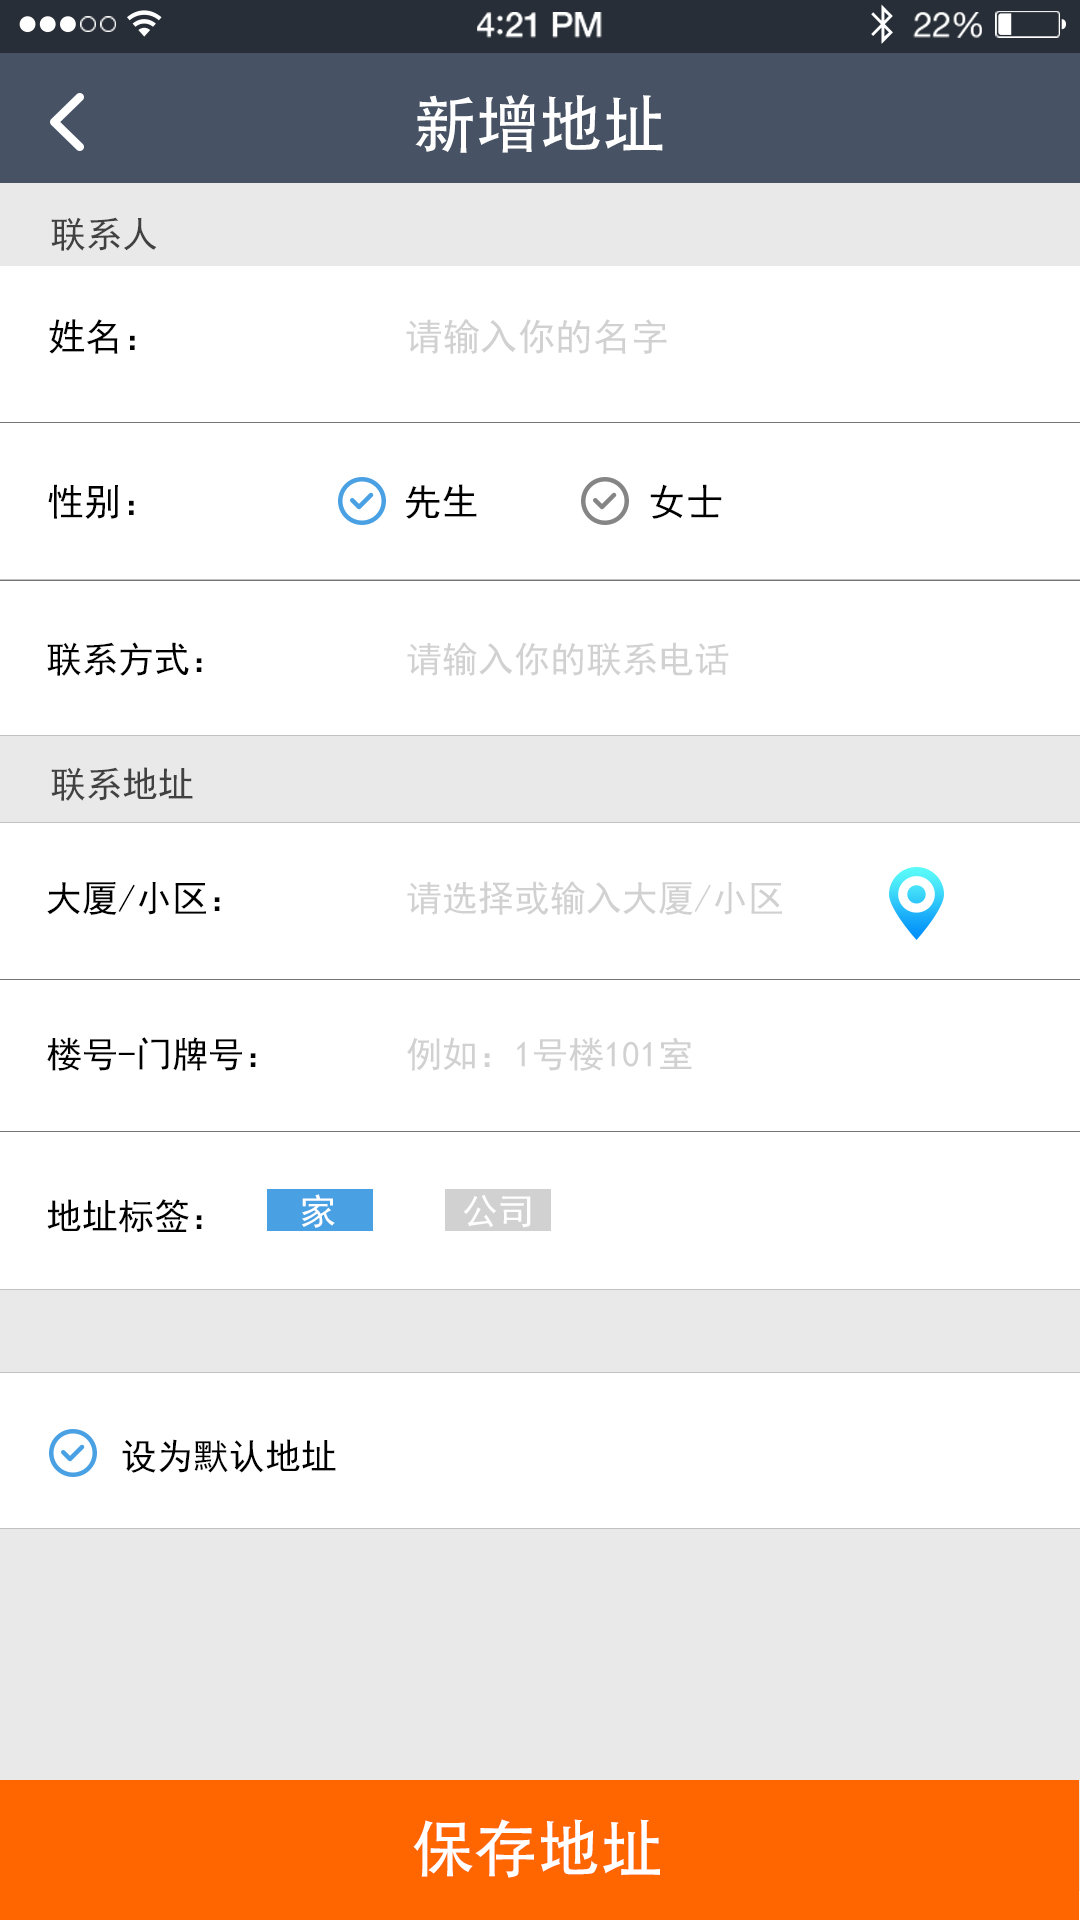 4:21 PM 22%
新增地址
联系人
姓名： 请输入你的名字
性别： 先生 女士
联系方式： 请输入你的联系电话
联系地址
大厦/小区： 请选择或输入大厦/小区
楼号-门牌号： 例如：1号楼101室
地址标签： 家 公司
设为默认地址
保存地址